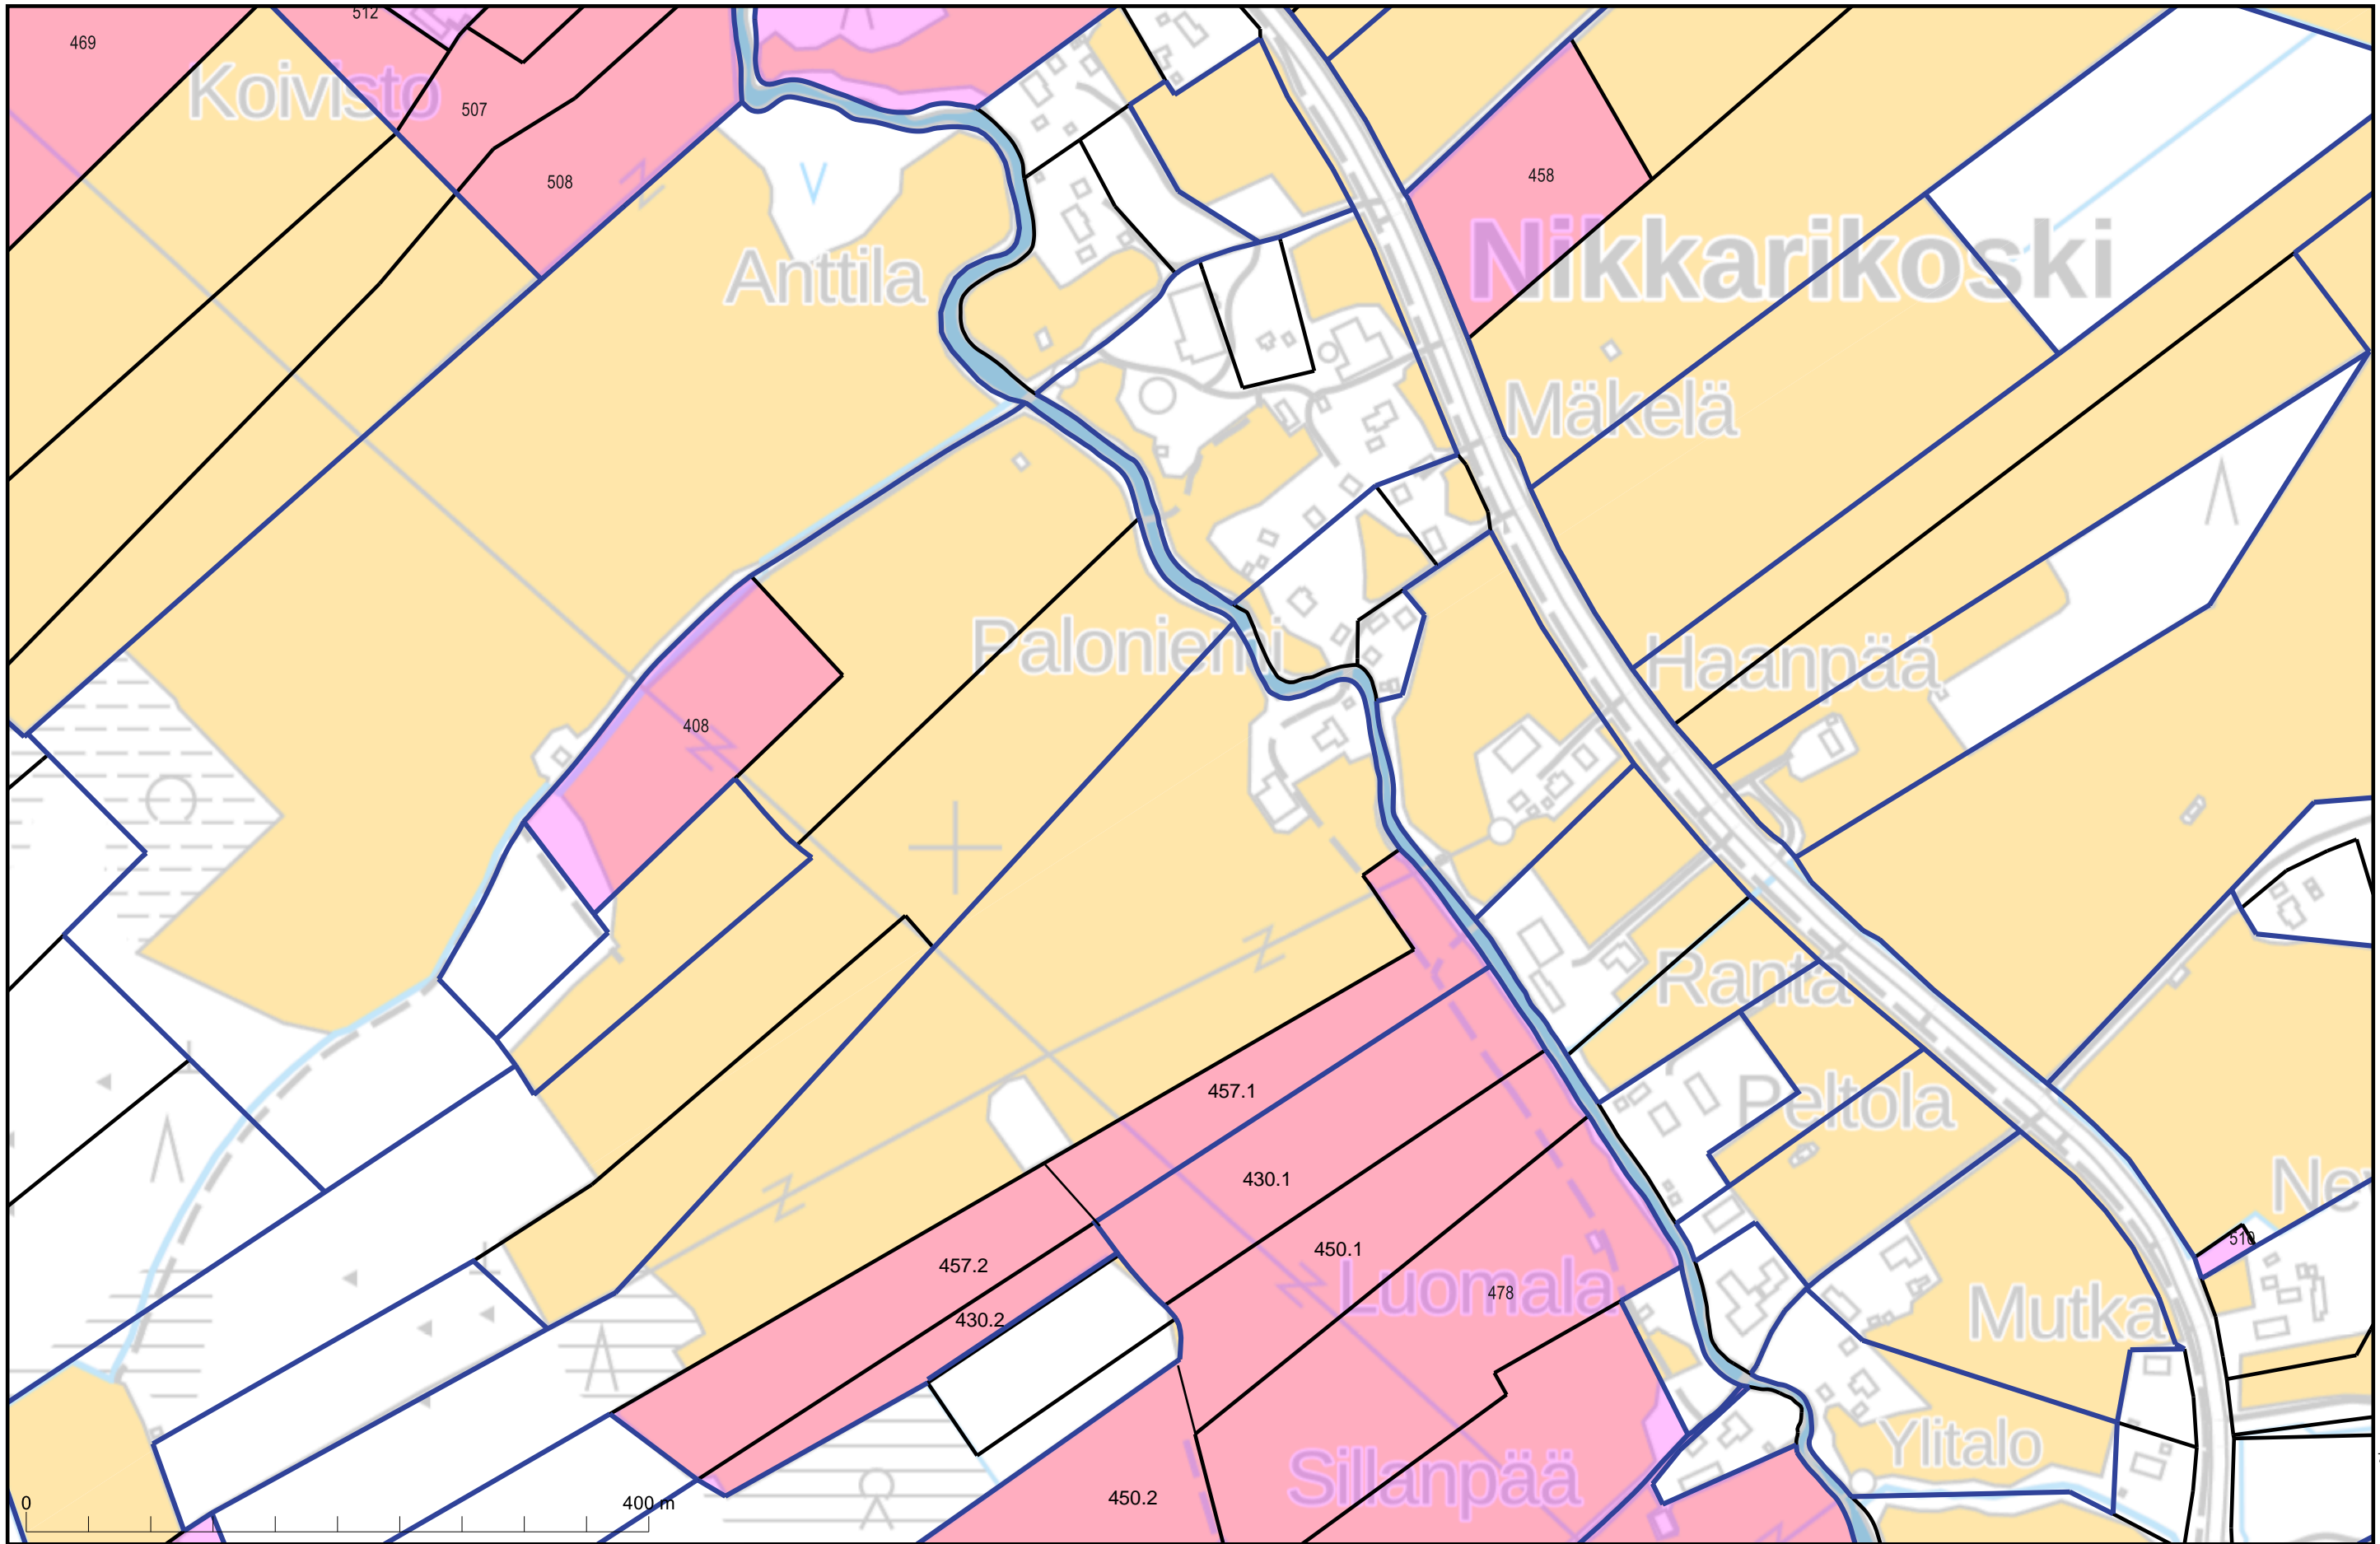 512
469
Koivisto
507
508
458
Nikkarikoski
Anttila
Mäkelä
Paloniemi
Haanpää
408
Ranta
457.1
Peltola
430.1
510
450.1
457.2
Luomala
478
430.2
Mutka
Ylitalo
Sillanpää
450.2
0
400 m